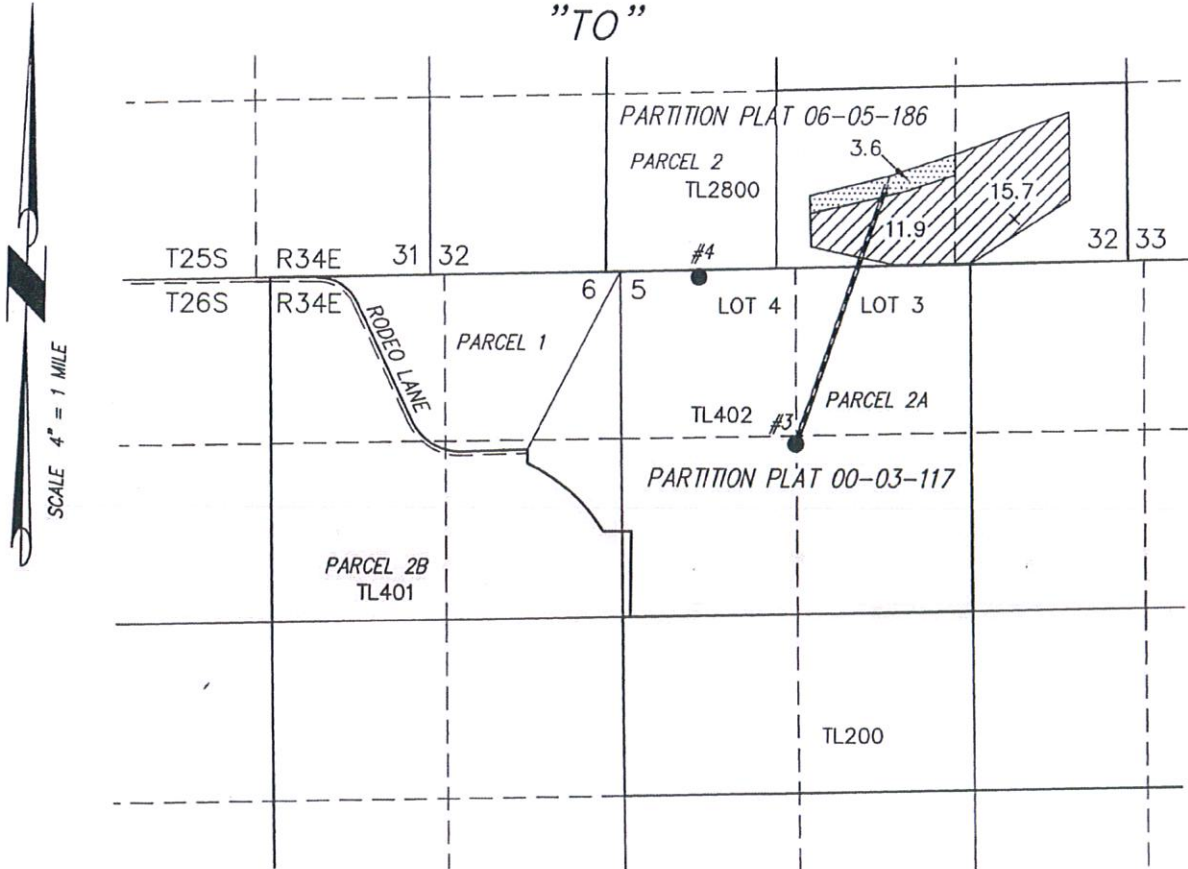 "TO"
PARTITION PLAT 06-05-186
3.6
PARCEL 2
TL2800
15.7
11.9
T25S R34E 31 32
#4
32 33
T26S R34E
6 5
LOT 4
LOT 3
RODEO LANE
PARCEL 1
SCALE 4" = 1 MILE
PARCEL 2A
TL402
#3
PARTITION PLAT 00-03-117
PARCEL 2B
TL401
TL200